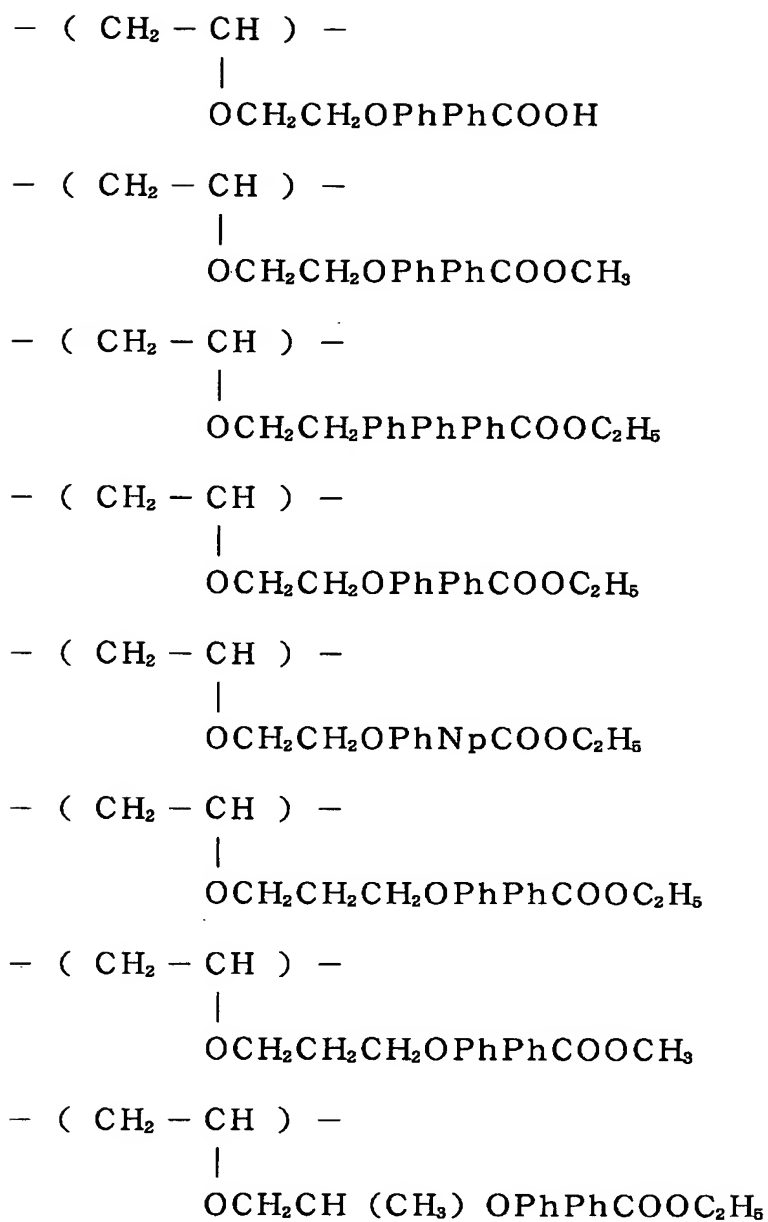 — ( CH₂ — CH ) —
|
OCH₂CH₂OPhPhCOOH
— ( CH₂ — CH ) —
|
OCH₂CH₂OPhPhCOOCH₃
— ( CH₂ — CH ) —
|
OCH₂CH₂PhPhPhCOOC₂H₅
— ( CH₂ — CH ) —
|
OCH₂CH₂OPhPhCOOC₂H₅
— ( CH₂ — CH ) —
|
OCH₂CH₂OPhNpCOOC₂H₅
— ( CH₂ — CH ) —
|
OCH₂CH₂CH₂OPhPhCOOC₂H₅
— ( CH₂ — CH ) —
|
OCH₂CH₂CH₂OPhPhCOOCH₃
— ( CH₂ — CH ) —
|
OCH₂CH (CH₃) OPhPhCOOC₂H₅